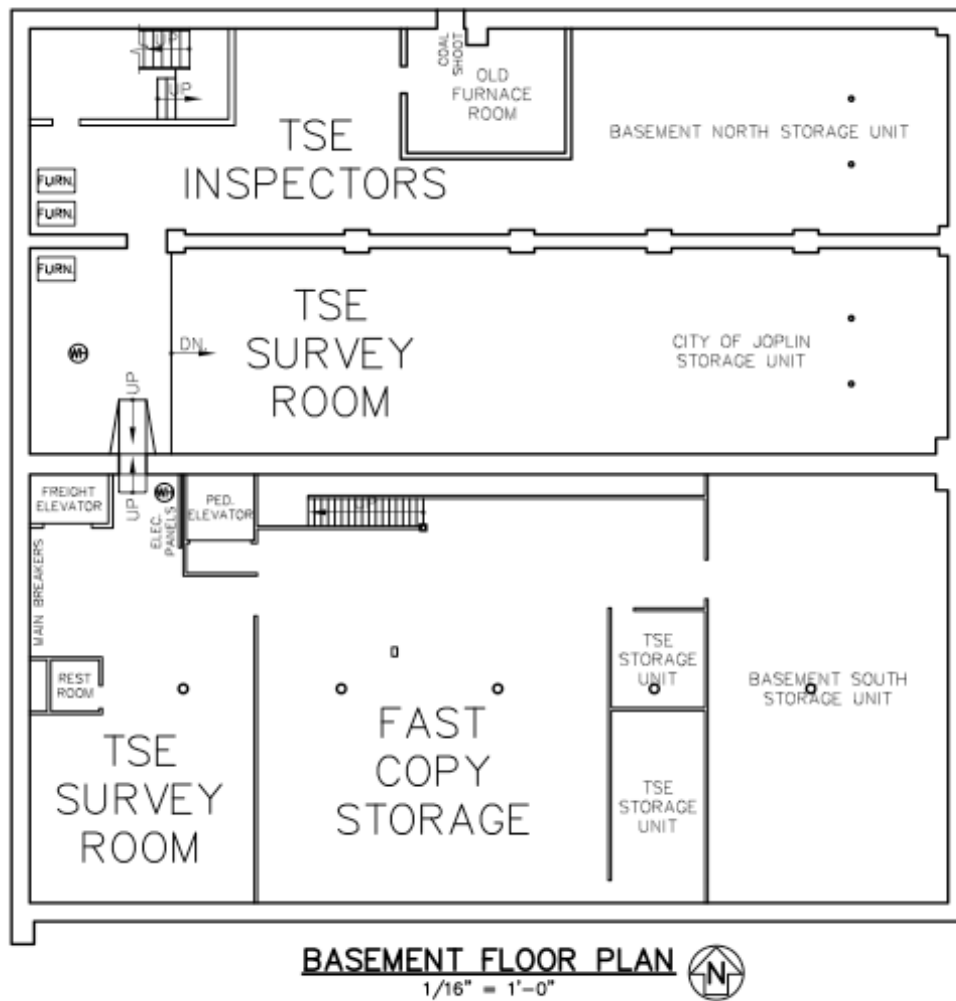 UP
UP
COAL
SHOOT
OLD
FURNACE
ROOM
TSE
INSPECTORS
BASEMENT NORTH STORAGE UNIT
FURN.
FURN.
FURN.
WH
TSE
SURVEY
ROOM
DN.
CITY OF JOPLIN
STORAGE UNIT
UP
UP
FREIGHT
ELEVATOR
WH
ELEC.
PANELS
PED.
ELEVATOR
UP
MAIN BREAKERS
REST
ROOM
TSE
SURVEY
ROOM
FAST
COPY
STORAGE
TSE
STORAGE
UNIT
TSE
STORAGE
UNIT
BASEMENT SOUTH
STORAGE UNIT
BASEMENT FLOOR PLAN
1/16" = 1'-0"
N